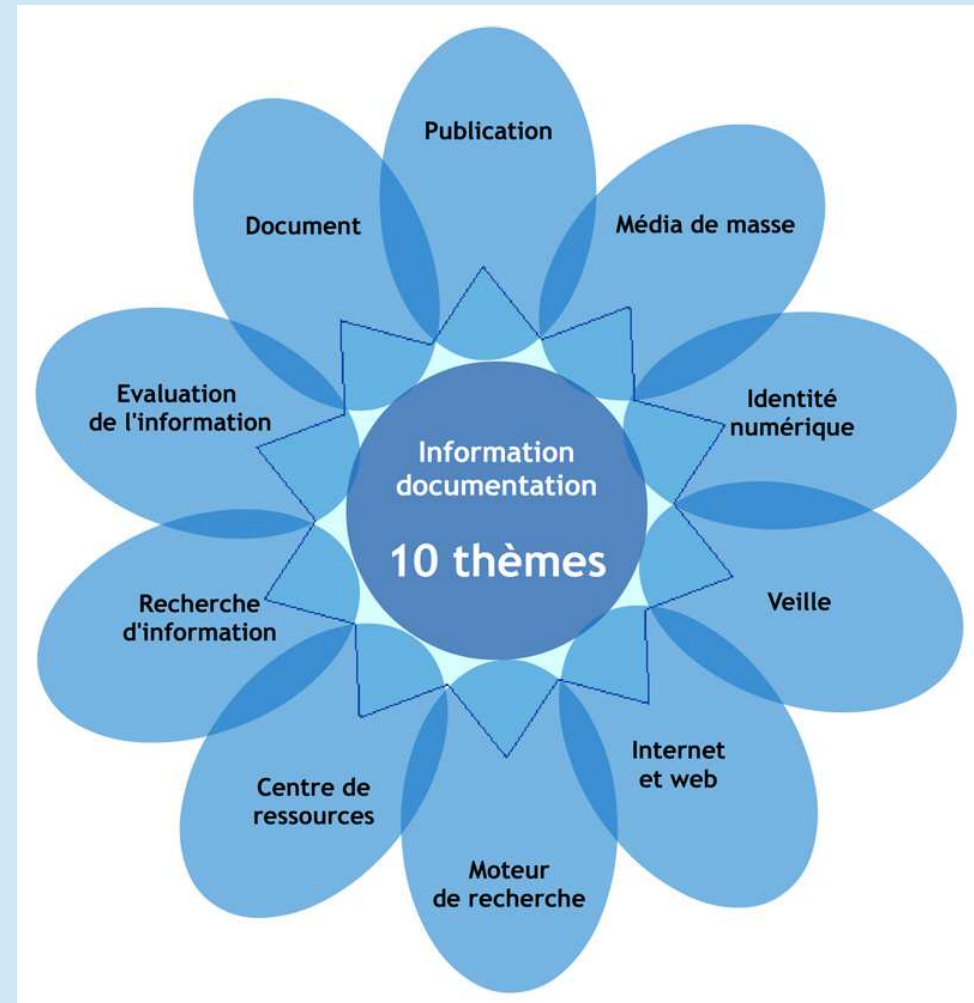 Publication
Média de masse
Document
Identité
numérique
Evaluation
de l'information
Information
documentation
10 thèmes
Veille
Recherche
d'information
Internet
et web
Centre de
ressources
Moteur
de recherche